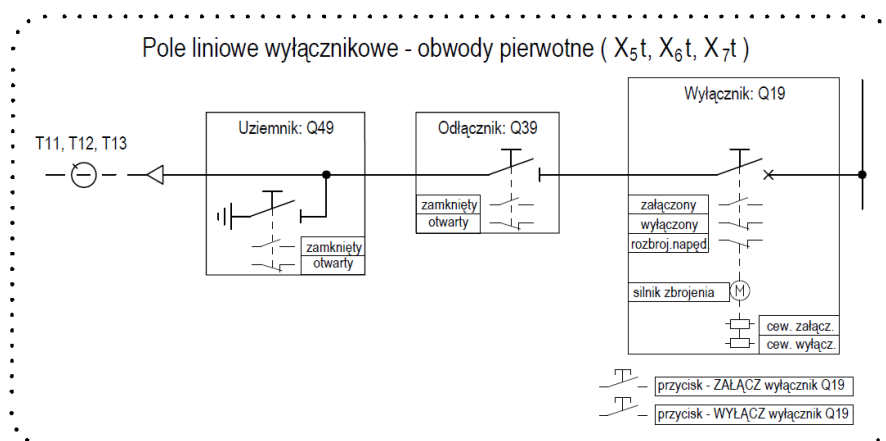 Pole liniowe wyłącznikowe - obwody pierwotne ( X5t, X6t, X7t )
Wyłącznik: Q19
Uziemnik: Q49
Odłącznik: Q39
T11, T12, T13
zamknięty
otwarty
zamknięty
otwarty
załączony
wyłączony
rozbroj.napęd
silnik zbrojenia
M
cew. załącz.
cew. wyłącz.
przycisk - ZAŁĄCZ wyłącznik Q19
przycisk - WYŁĄCZ wyłącznik Q19